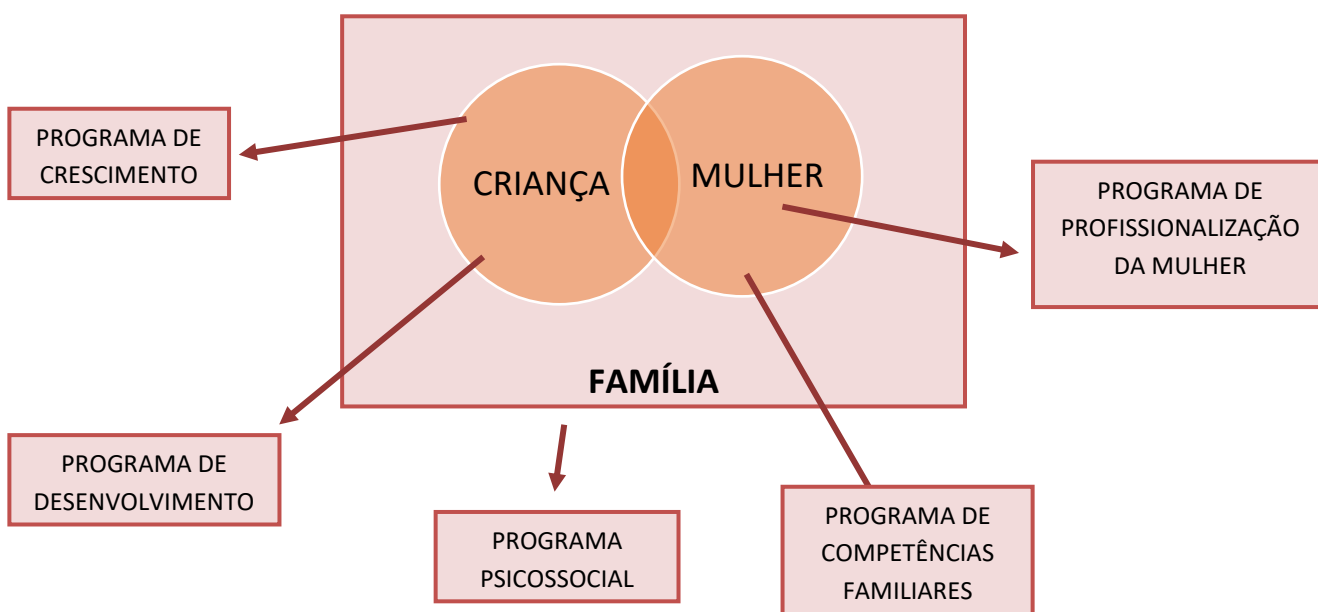 PROGRAMA DE
CRESCIMENTO
CRIANÇA
MULHER
PROGRAMA DE
PROFISSIONALIZAÇÃO
DA MULHER
FAMÍLIA
PROGRAMA DE
DESENVOLVIMENTO
PROGRAMA
PSICOSSOCIAL
PROGRAMA DE
COMPETÊNCIAS
FAMILIARES